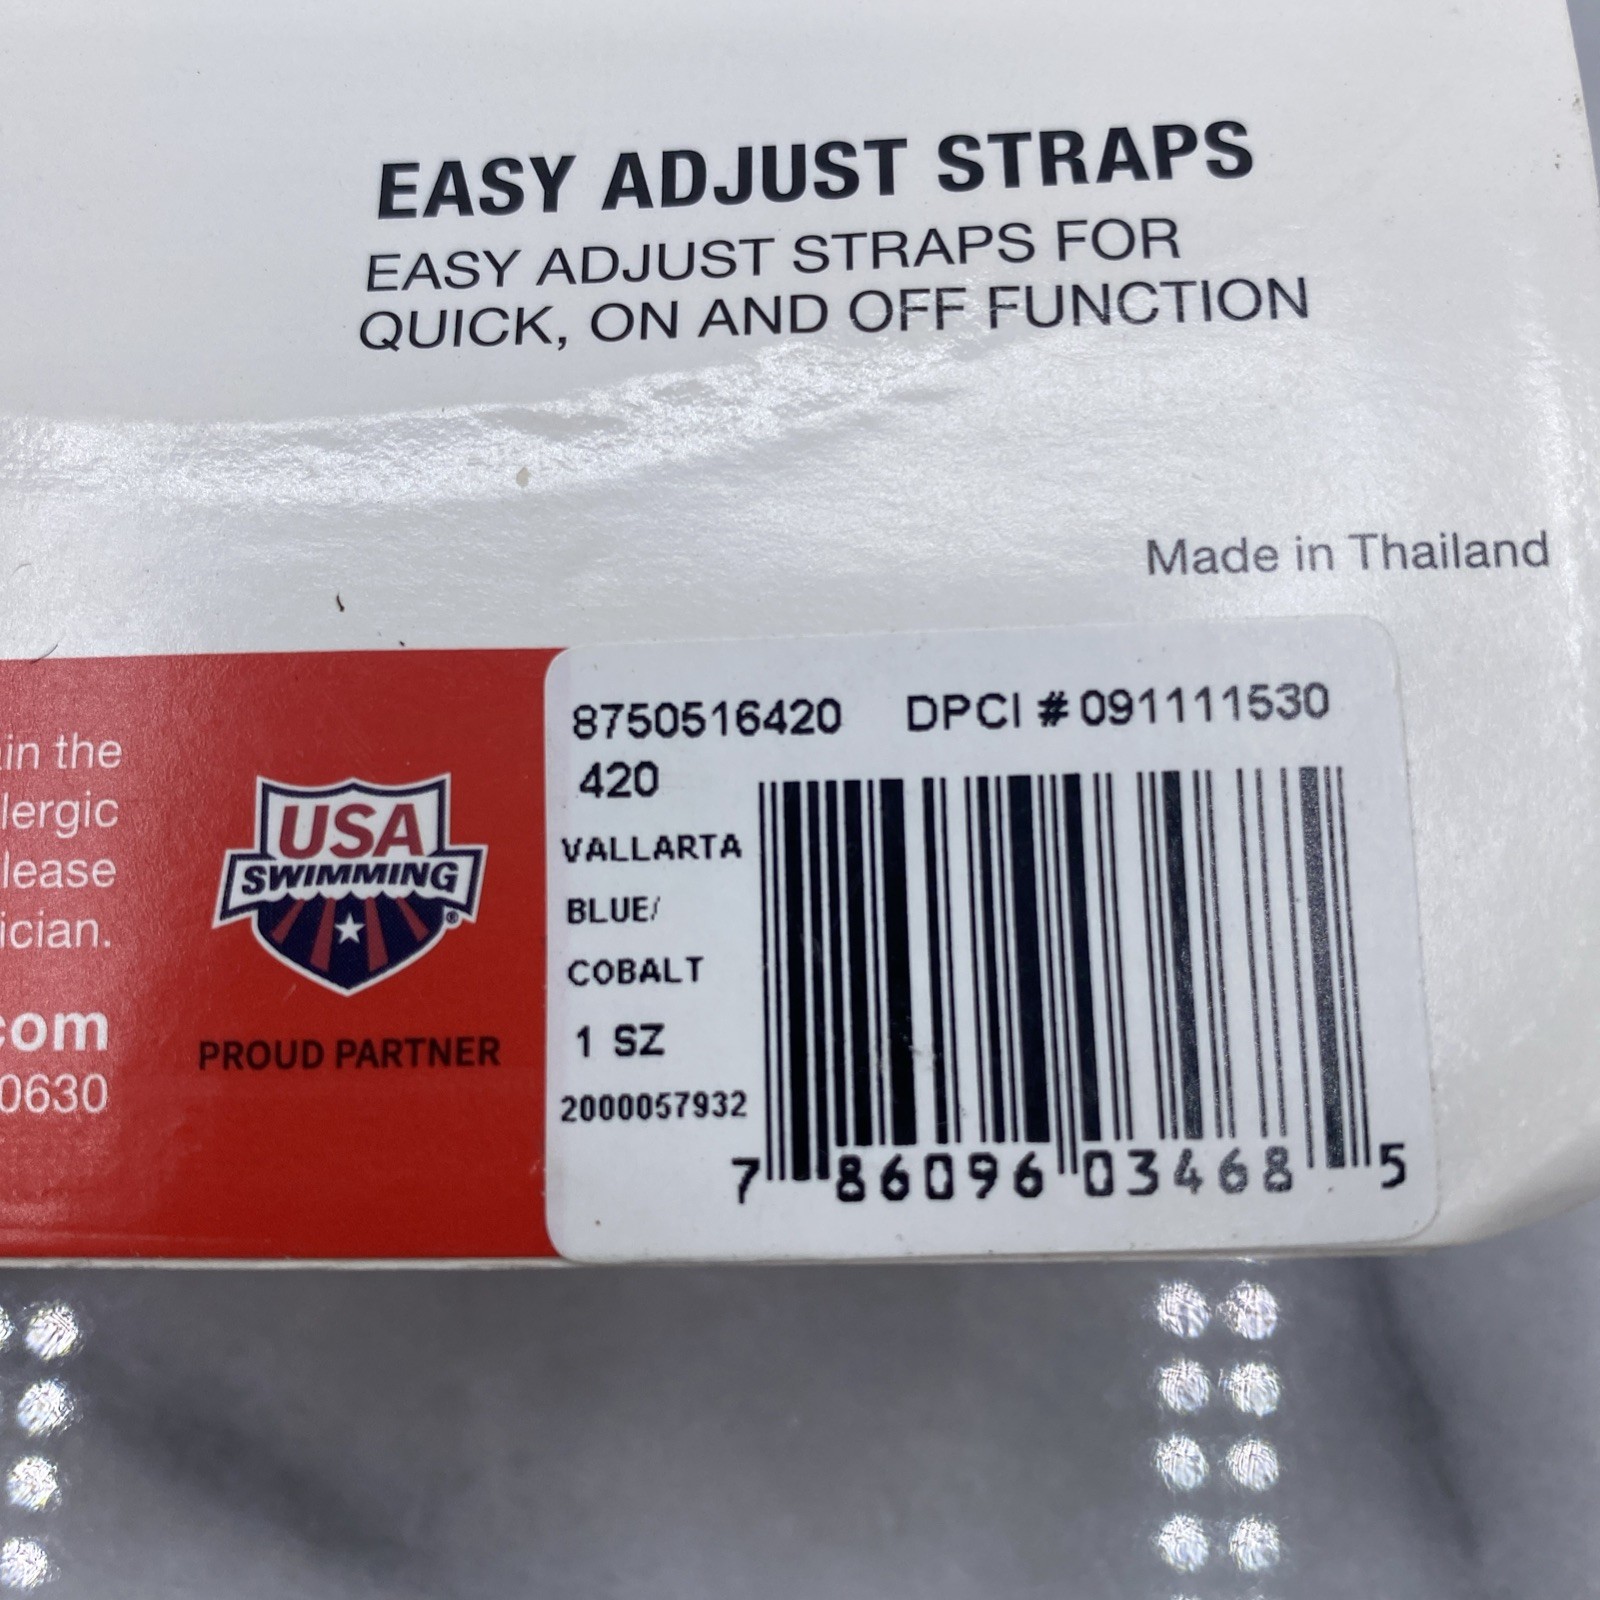 EASY ADJUST STRAPS
EASY ADJUST STRAPS FOR
QUICK, ON AND OFF FUNCTION
Made in Thailand
in the
lergic
lease
ician.
com
0630
USA
SWIMMING®
PROUD PARTNER
8750516420 DPCI # 091111530
420
VALLARTA
BLUE/
COBALT
1 SZ
2000057932
7 86096 03468 5